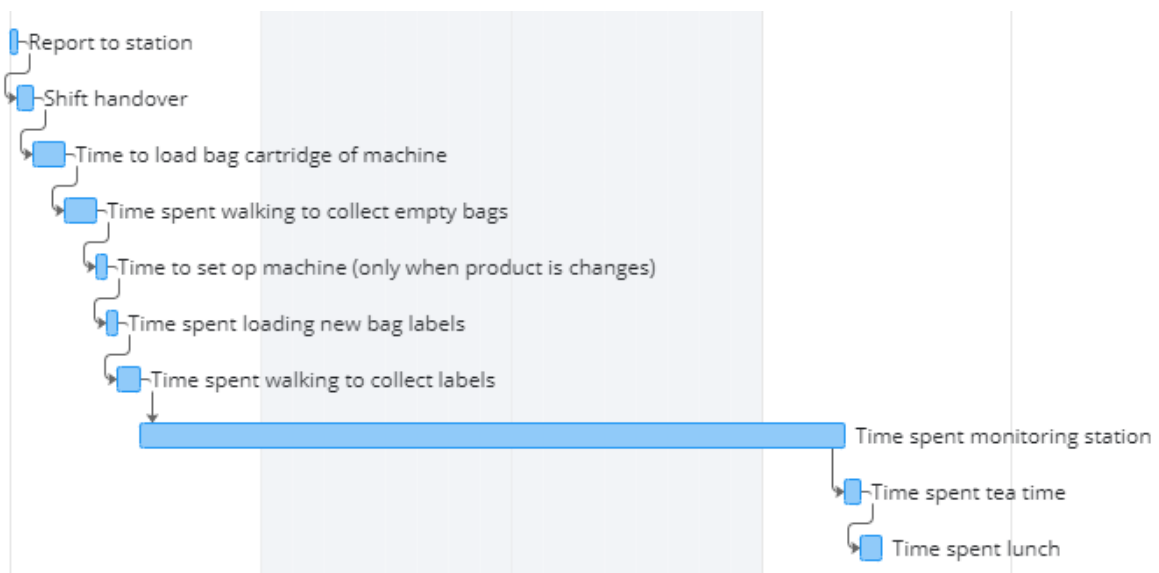 Report to station
Shift handover
Time to load bag cartridge of machine
Time spent walking to collect empty bags
Time to set op machine (only when product is changes)
Time spent loading new bag labels
Time spent walking to collect labels
Time spent monitoring station
Time spent tea time
Time spent lunch